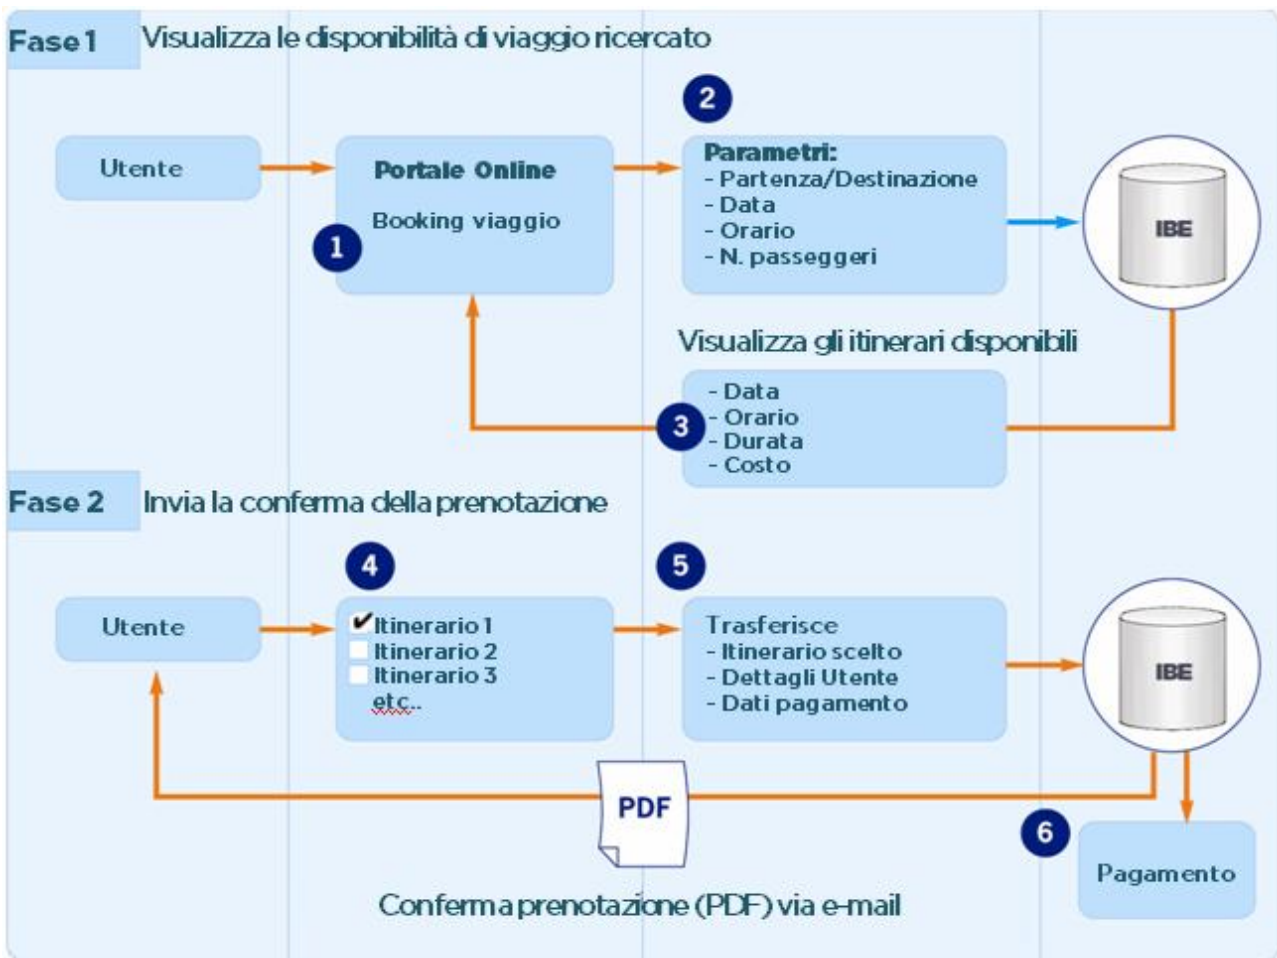 Fase 1
Visualizza le disponibilità di viaggio ricercato
2
Utente
Portale Online
Booking viaggio
1
Parametri:
- Partenza/Destinazione
- Data
- Orario
- N. passeggeri
IBE
Visualizza gli itinerari disponibili
- Data
- Orario
- Durata
- Costo
3
Fase 2
Invia la conferma della prenotazione
4
5
Utente
✔Itinerario 1
Itinerario 2
Itinerario 3
etc..
Trasferisce
- Itinerario scelto
- Dettagli Utente
- Dati pagamento
IBE
PDF
6
Pagamento
Conferma prenotazione (PDF) via e-mail